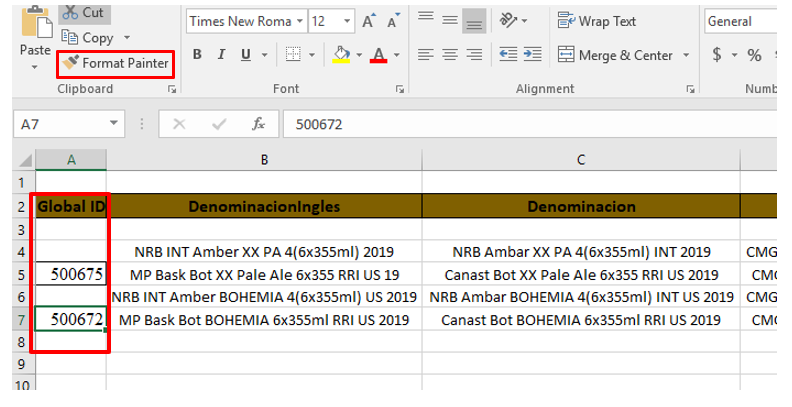 Cut
Times New Roma 12 A A
Wrap Text
General
Copy
Paste
Format Painter
B I U A
Merge & Center
$ %
Clipboard
Font
Alignment
Numb
A7
fx
500672
A B C
1
2 Global ID DenominacionIngles Denominacion
3
4 NRB INT Amber XX PA 4(6x355ml) 2019 NRB Ambar XX PA 4(6x355ml) INT 2019 CMG
5 500675 MP Bask Bot XX Pale Ale 6x355 RRI US 19 Canast Bot XX Pale Ale 6x355 RRI US 2019 CMG
6 NRB INT Amber BOHEMIA 4(6x355ml) US 2019 NRB Ambar BOHEMIA 4(6x355ml) INT US 2019 CMG
7 500672 MP Bask Bot BOHEMIA 6x355ml RRI US 2019 Canast Bot BOHEMIA 6x355ml RRI US 2019 CMG
8
9
10